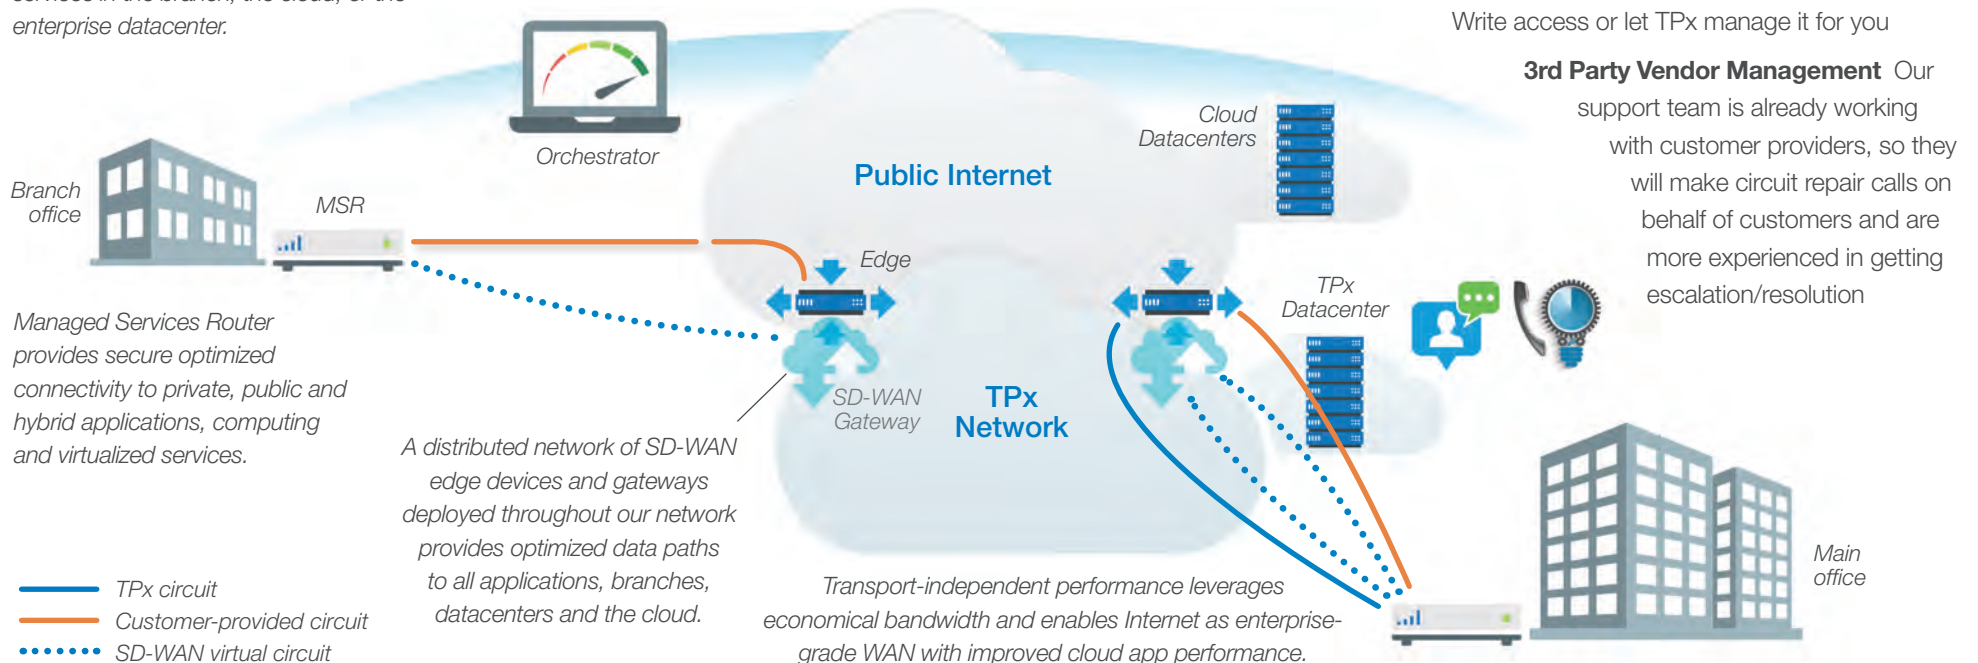 enterprise datacenter.
Orchestrator
Branch
office
MSR
Managed Services Router
provides secure optimized
connectivity to private, public and
hybrid applications, computing
and virtualized services.
A distributed network of SD-WAN
edge devices and gateways
deployed throughout our network
provides optimized data paths
to all applications, branches,
datacenters and the cloud.
TPx circuit
Customer-provided circuit
SD-WAN virtual circuit
Public Internet
Edge
SD-WAN
Gateway
TPx
Network
Cloud
Datacenters
TPx
Datacenter
Transport-independent performance leverages
economical bandwidth and enables Internet as enterprise-
grade WAN with improved cloud app performance.
Main
office
Write access or let TPx manage it for you
3rd Party Vendor Management Our
support team is already working
with customer providers, so they
will make circuit repair calls on
behalf of customers and are
more experienced in getting
escalation/resolution